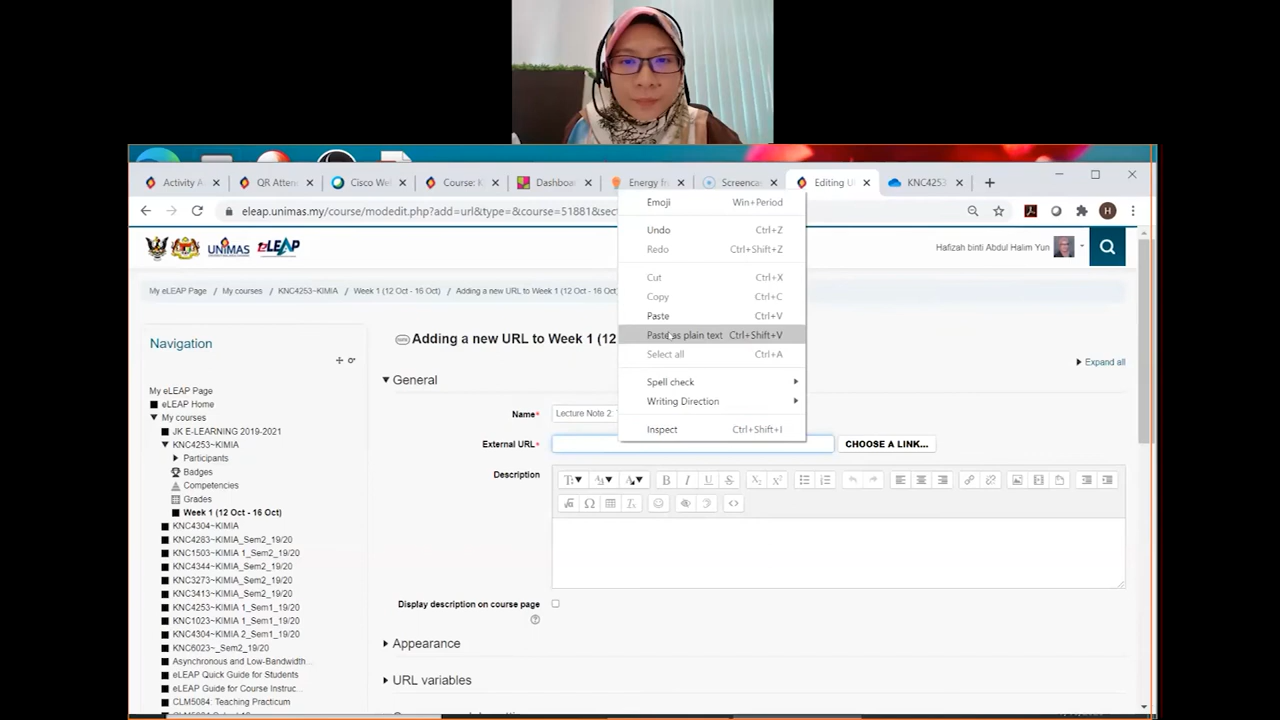 Activity A
QR Atten
Cisco We
Course: K
Dashboa
Energy fr
Screenca
Editing U
KNC4253
eleap.unimas.my/course/modedit.php?add=url&type=&course=51881&sec
H
UNIMAS
eLEAP
Hafizah binti Abdul Halim Yun
My eLEAP Page
My courses
KNC4253~KIMIA
Week 1 (12 Oct - 16 Oct)
Adding a new URL to Week 1 (12 Oct - 16 Oct)
Emoji Win+Period
Undo Ctrl+Z
Redo Ctrl+Shift+Z
Cut Ctrl+X
Copy Ctrl+C
Paste Ctrl+V
Paste as plain text Ctrl+Shift+V
Select all Ctrl+A
Spell check
Writing Direction
Inspect Ctrl+Shift+I
Navigation
My eLEAP Page
eLEAP Home
My courses
JK E-LEARNING 2019-2021
KNC4253~KIMIA
Participants
Badges
Competencies
Grades
Week 1 (12 Oct - 16 Oct)
KNC4304~KIMIA
KNC4283~KIMIA_Sem2_19/20
KNC1503~KIMIA 1_Sem2_19/20
KNC4344~KIMIA_Sem2_19/20
KNC3273~KIMIA_Sem2_19/20
KNC3413~KIMIA_Sem2_19/20
KNC4253~KIMIA 1_Sem1_19/20
KNC1023~KIMIA 1_Sem1_19/20
KNC4304~KIMIA 2_Sem1_19/20
KNC6023~_Sem2_19/20
Asynchronous and Low-Bandwidth...
eLEAP Quick Guide for Students
eLEAP Guide for Course Instruc...
CLM5084: Teaching Practicum
Adding a new URL to Week 1 (12
Expand all
General
Name*
Lecture Note 2:
External URL*
CHOOSE A LINK...
Description
Display description on course page
Appearance
URL variables